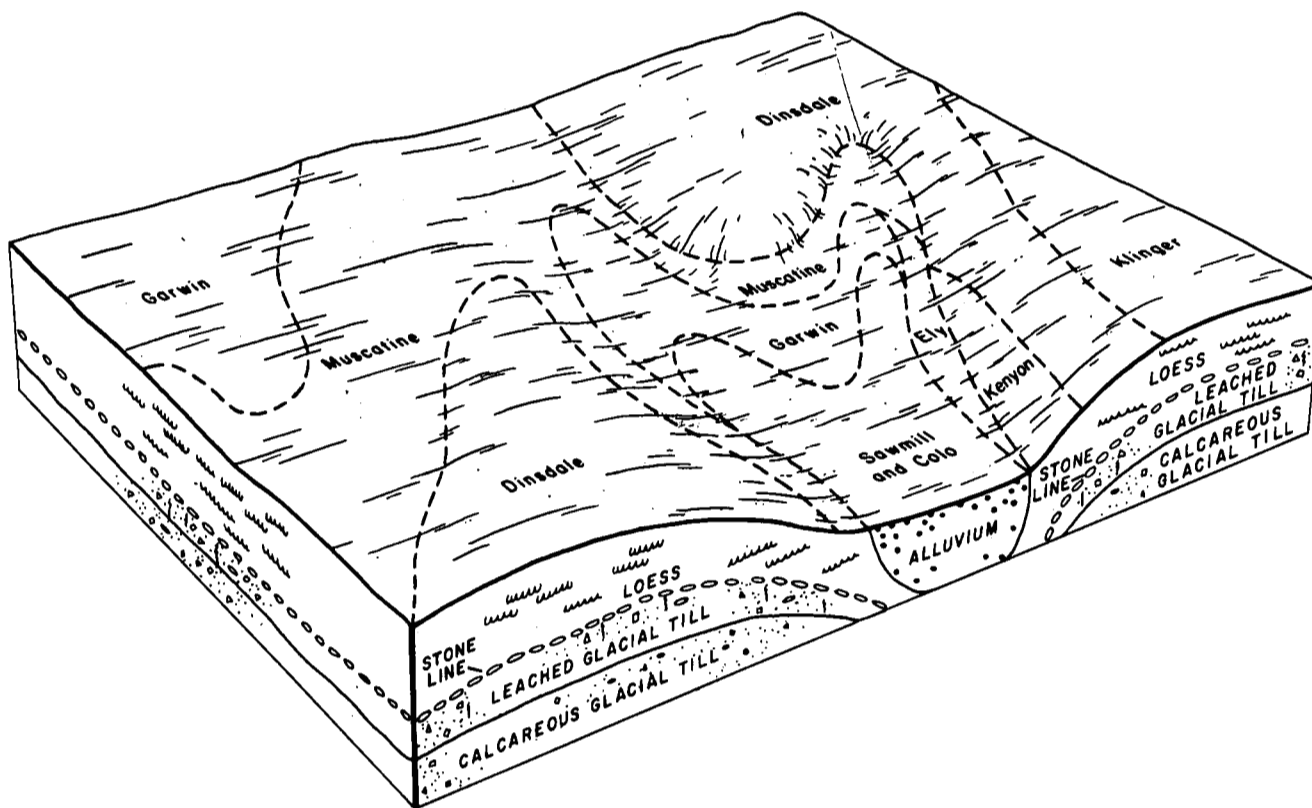 Dinsdale
Garwin
Klinger
Muscatine
Muscatine
Garwin
Ely
Kenyon
Dinsdale
Sawmill
and Colo
LOESS
LEACHED
GLACIAL TILL
CALCAREOUS
GLACIAL TILL
STONE
LINE
ALLUVIUM
LOESS
STONE
LINE
LEACHED GLACIAL TILL
CALCAREOUS GLACIAL TILL